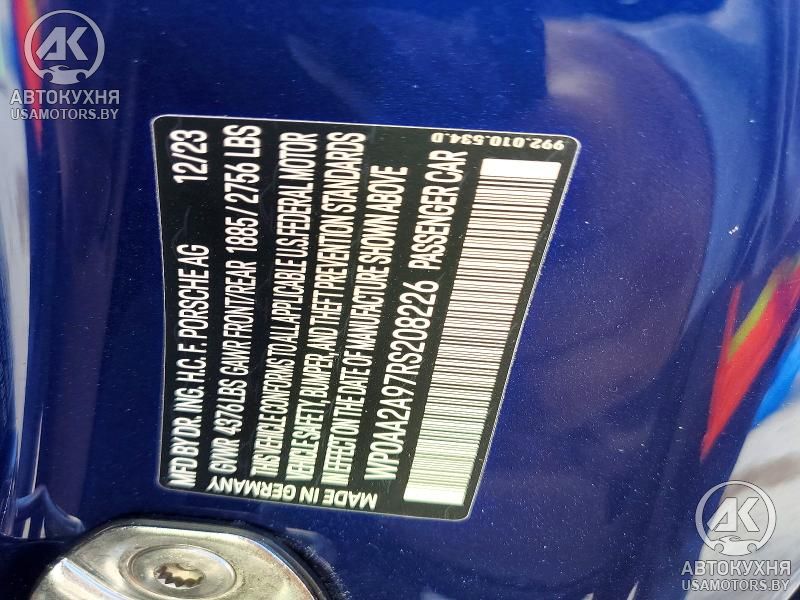 AK
АВТОКУХНЯ
USAMOTORS.BY
MFD BY DR. ING. H.C. F. PORSCHE AG 12/23
GVWR 4376 LBS GAWR FRONT/REAR 1885 / 2756 LBS
THIS VEHICLE CONFORMS TO ALL APPLICABLE U.S FEDERAL MOTOR
VEHICLE SAFETY, BUMPER, AND THEFT PREVENTION STANDARDS
IN EFFECT ON THE DATE OF MANUFACTURE SHOWN ABOVE
WP0AA2A97RS208226 PASSENGER CAR
MADE IN GERMANY
992.010.534.D
AK
АВТОКУХНЯ
USAMOTORS.BY